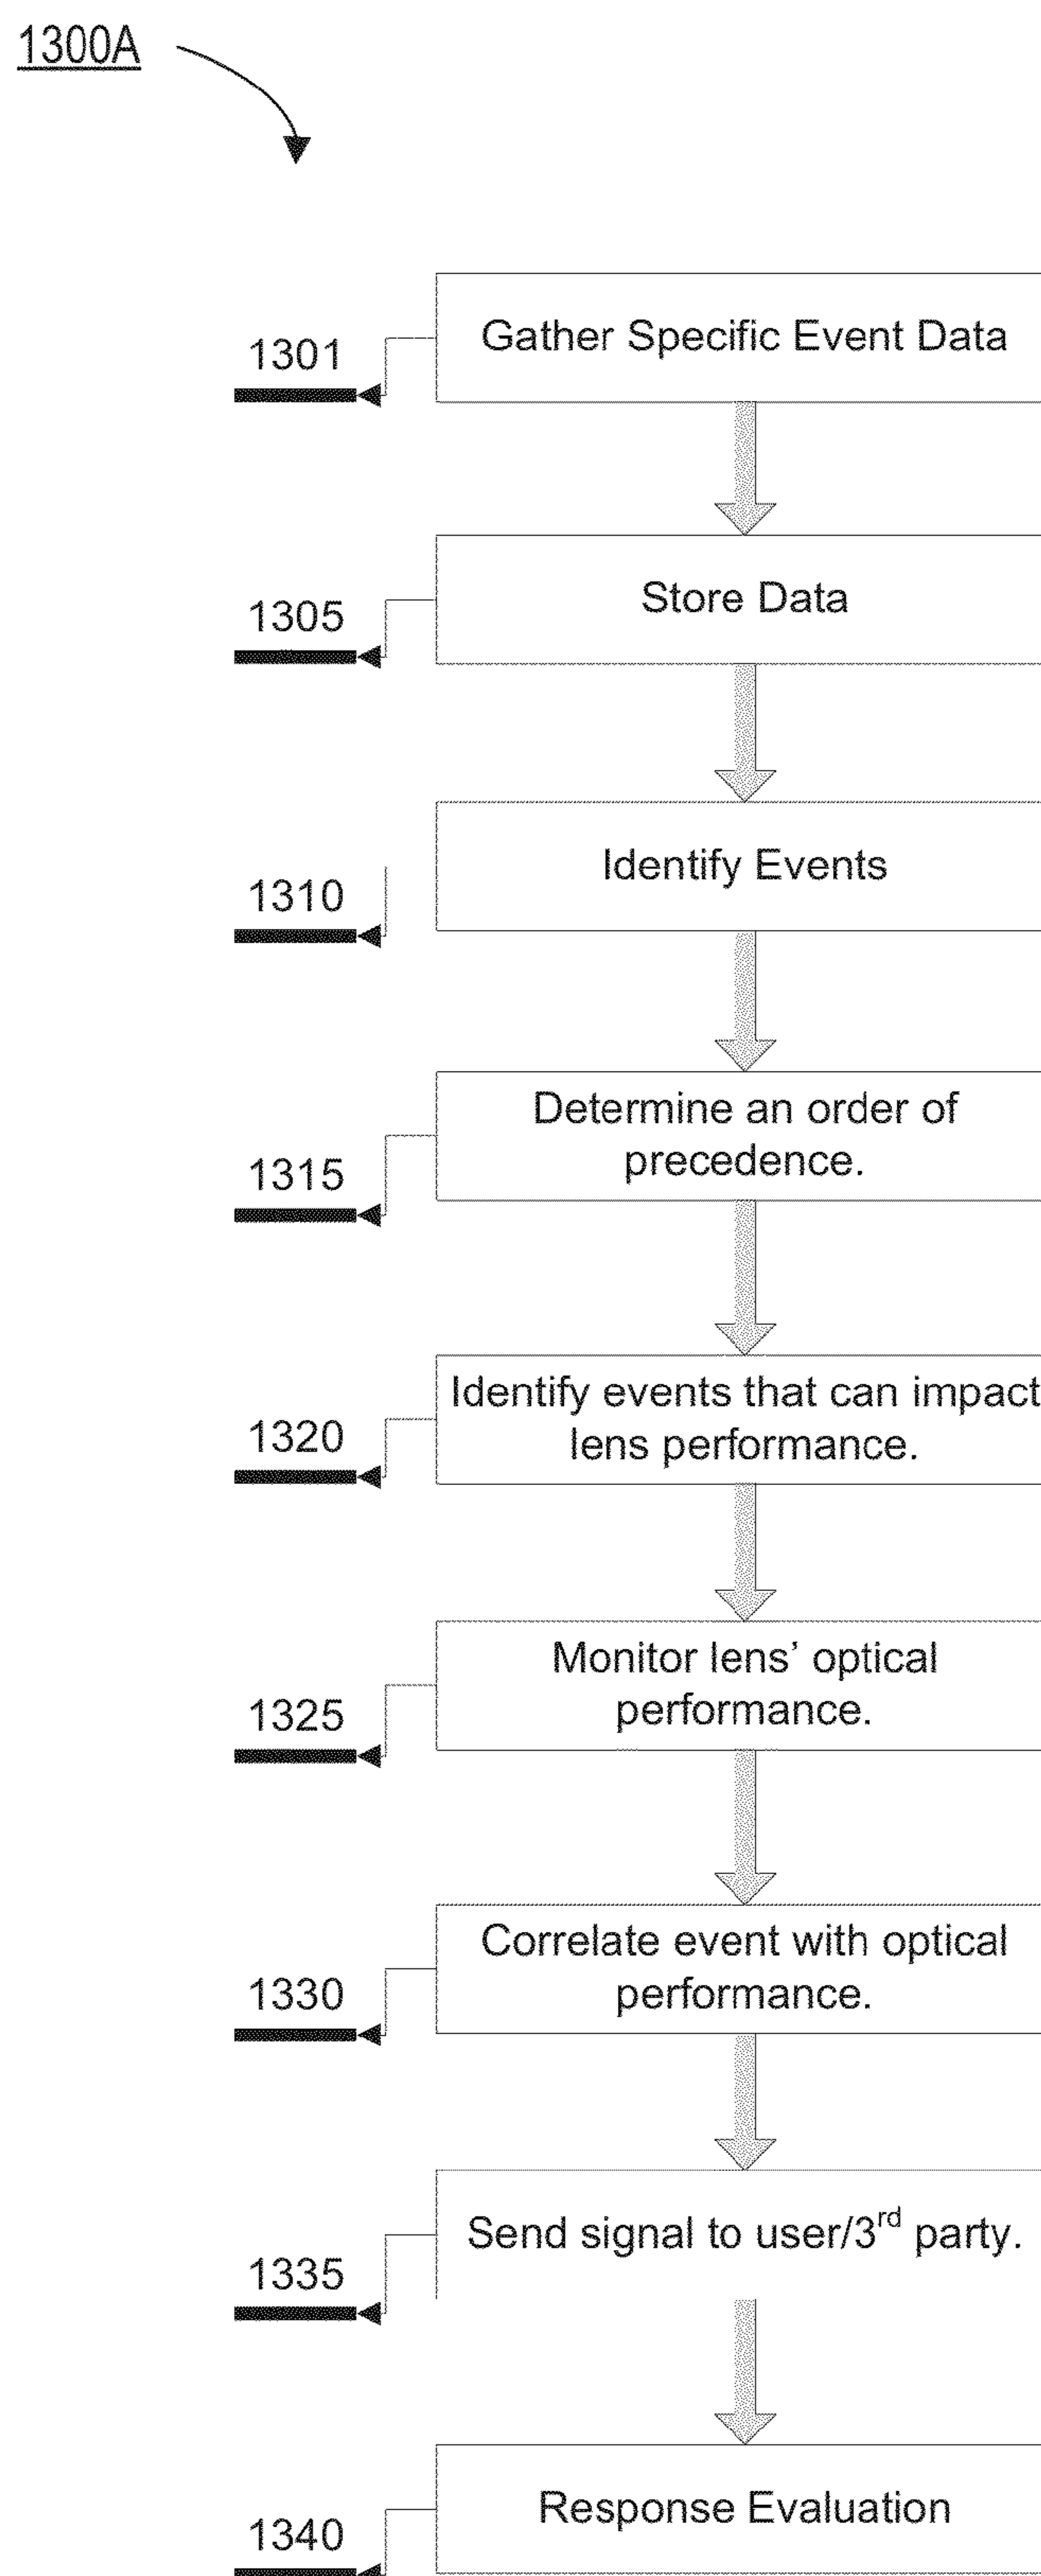 1300A
Gather Specific Event Data
1301
Store Data
1305
Identify Events
1310
Determine an order of
precedence.
1315
Identify events that can impact
lens performance.
1320
Monitor lens’ optical
performance.
1325
Correlate event with optical
performance.
1330
Send signal to user/3rd party.
1335
Response Evaluation
1340